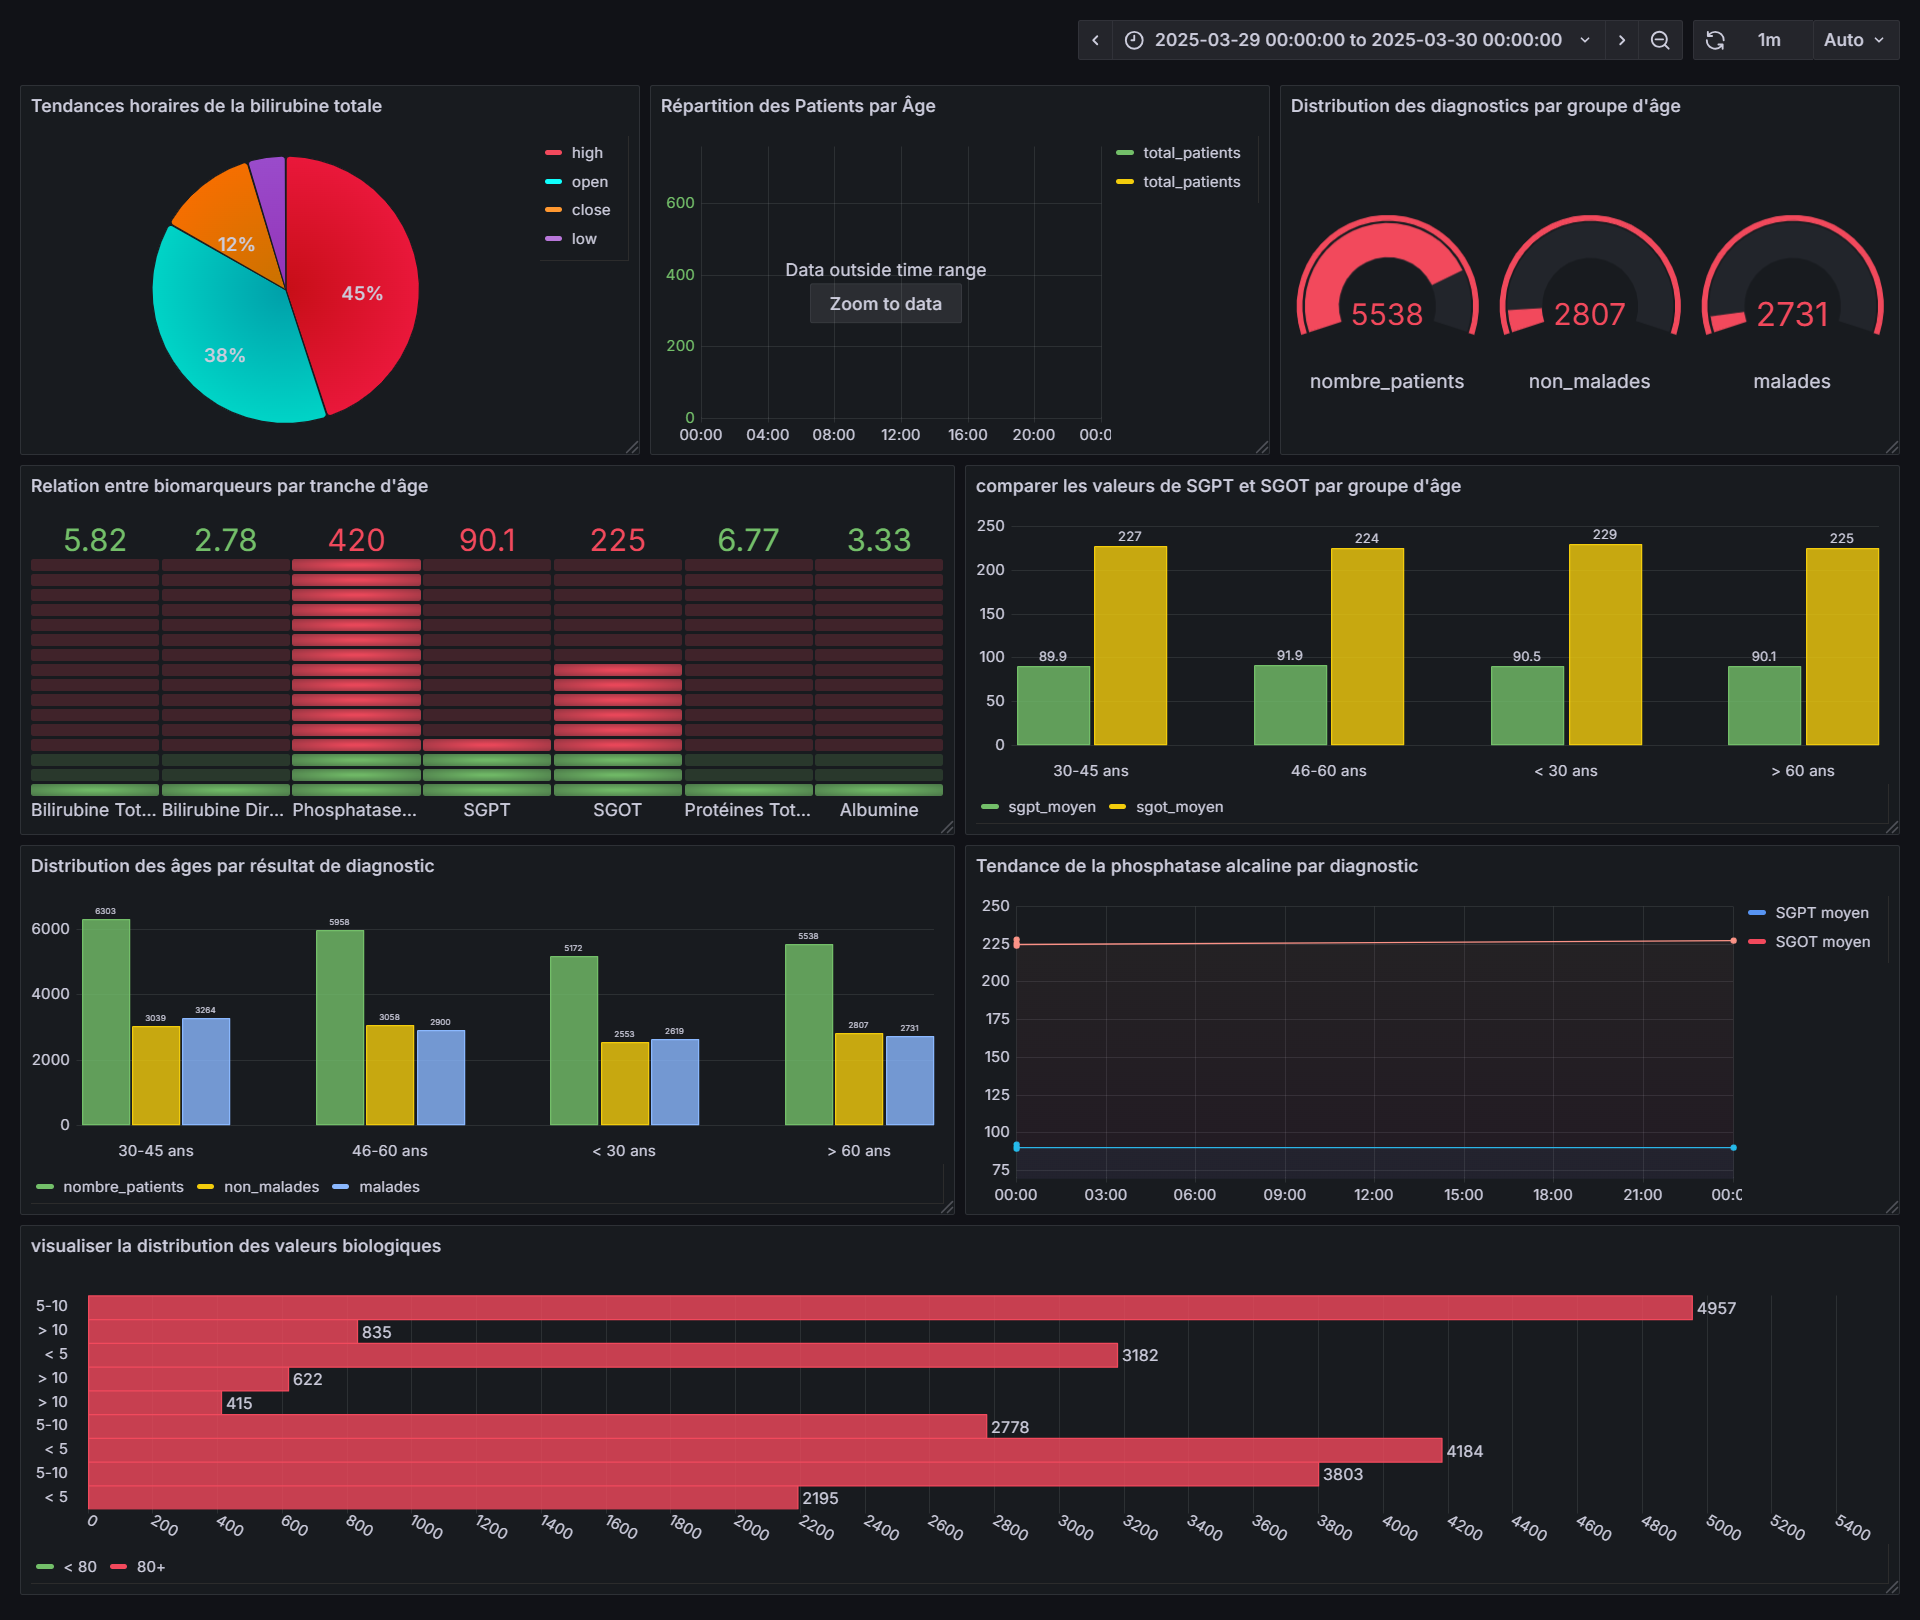 2025-03-29 00:00:00 to 2025-03-30 00:00:00
1m
Auto
Tendances horaires de la bilirubine totale
high
open
close
low
12%
45%
38%
Répartition des Patients par Âge
total_patients
total_patients
600
400
200
0
Data outside time range
Zoom to data
00:00 04:00 08:00 12:00 16:00 20:00 00:0
Distribution des diagnostics par groupe d'âge
5538 2807 2731
nombre_patients non_malades malades
Relation entre biomarqueurs par tranche d'âge
5.82 2.78 420 90.1 225 6.77 3.33
Bilirubine Tot... Bilirubine Dir... Phosphatase... SGPT SGOT Protéines Tot... Albumine
comparer les valeurs de SGPT et SGOT par groupe d'âge
250
200
150
100
50
0
227 224 229 225
89.9 91.9 90.5 90.1
30-45 ans 46-60 ans < 30 ans > 60 ans
sgpt_moyen sgot_moyen
Distribution des âges par résultat de diagnostic
6000
4000
2000
0
6303 3039 3264
5958 3058 2900
5172 2553 2619
5538 2807 2731
30-45 ans 46-60 ans < 30 ans > 60 ans
nombre_patients non_malades malades
Tendance de la phosphatase alcaline par diagnostic
250
225
200
175
150
125
100
75
00:00 03:00 06:00 09:00 12:00 15:00 18:00 21:00 00:0
SGPT moyen
SGOT moyen
visualiser la distribution des valeurs biologiques
5-10 4957
> 10 835
< 5 3182
> 10 622
> 10 415
5-10 2778
< 5 4184
5-10 3803
< 5 2195
0 200 400 600 800 1000 1200 1400 1600 1800 2000 2200 2400 2600 2800 3000 3200 3400 3600 3800 4000 4200 4400 4600 4800 5000 5200 5400
< 80 80+